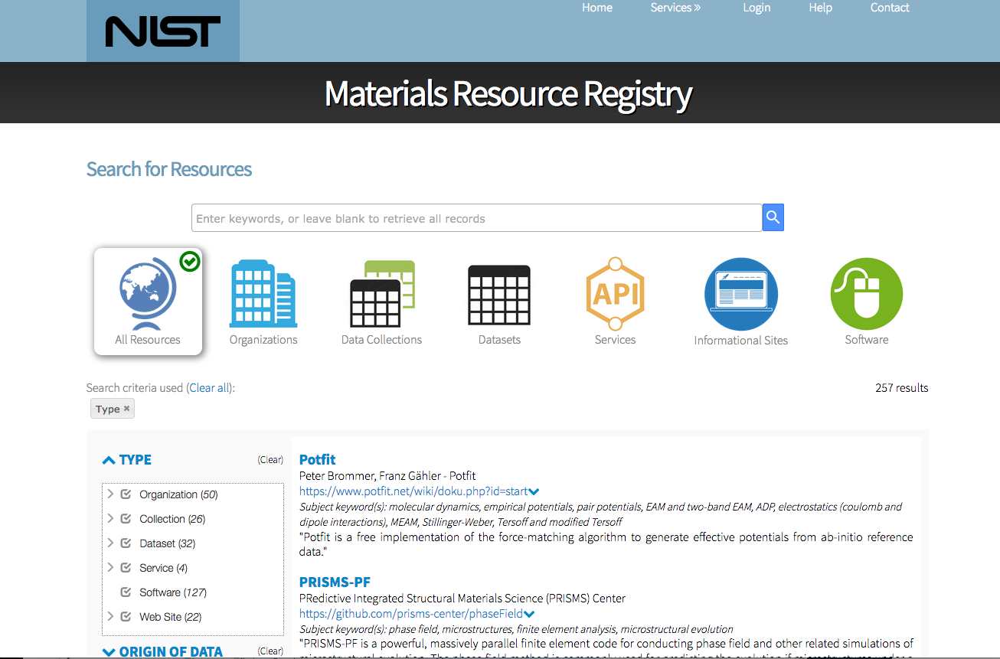 NIST
Home Services » Login Help Contact
Materials Resource Registry
Search for Resources
Enter keywords, or leave blank to retrieve all records
API
All Resources Organizations Data Collections Datasets Services Informational Sites Software
Search criteria used (Clear all):
257 results
Type ×
TYPE (Clear)
Organization (50)
Collection (26)
Dataset (32)
Service (4)
Software (127)
Web Site (22)
ORIGIN OF DATA (Clear)
Potfit
Peter Brommer, Franz Gähler - Potfit
https://www.potfit.net/wiki/doku.php?id=start
Subject keyword(s): molecular dynamics, empirical potentials, pair potentials, EAM and two-band EAM, ADP, electrostatics (coulomb and
dipole interactions), MEAM, Stillinger-Weber, Tersoff and modified Tersoff
"Potfit is a free implementation of the force-matching algorithm to generate effective potentials from ab-initio reference
data."
PRISMS-PF
PRedictive Integrated Structural Materials Science (PRISMS) Center
https://github.com/prisms-center/phaseField
Subject keyword(s): phase field, microstructures, finite element analysis, microstructural evolution
"PRISMS-PF is a powerful, massively parallel finite element code for conducting phase field and other related simulations of